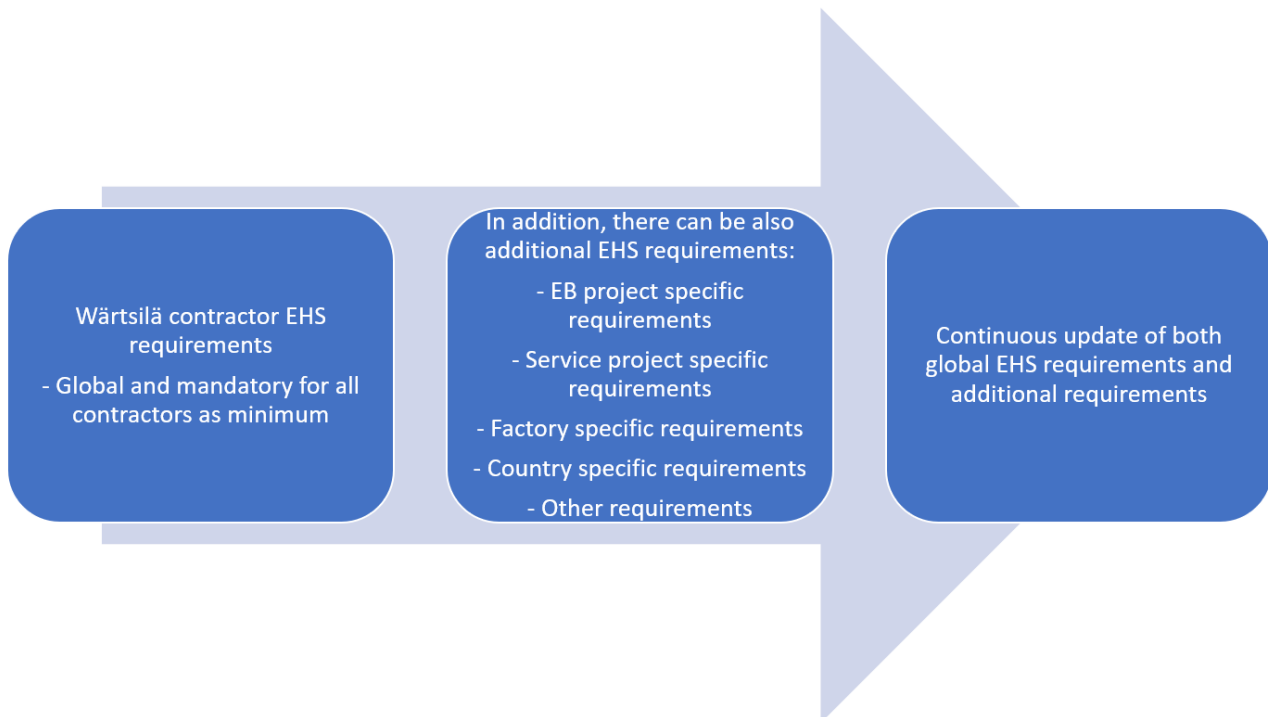 Wärtsilä contractor EHS
requirements
- Global and mandatory for all
contractors as minimum
In addition, there can be also
additional EHS requirements:
- EB project specific
requirements
- Service project specific
requirements
- Factory specific requirements
- Country specific requirements
- Other requirements
Continuous update of both
global EHS requirements and
additional requirements